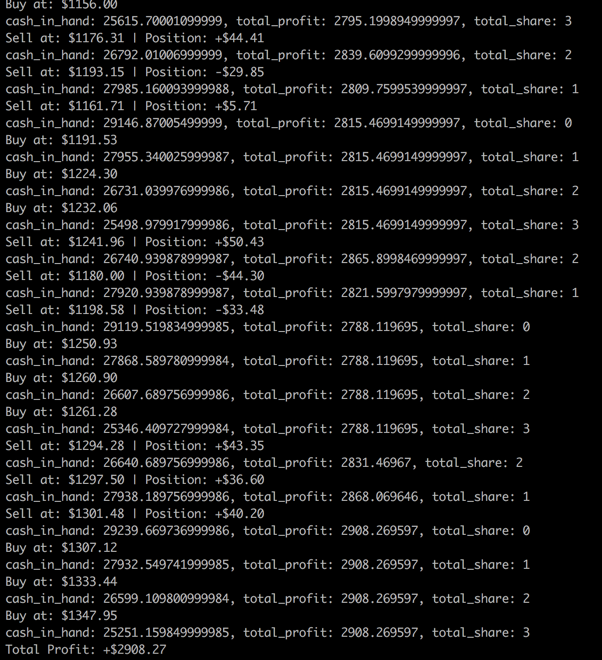 Buy at: $1156.00
cash_in_hand: 25615.70001099999, total_profit: 2795.1998949999997, total_share: 3
Sell at: $1176.31 | Position: +$44.41
cash_in_hand: 26792.01006999999, total_profit: 2839.6099299999996, total_share: 2
Sell at: $1193.15 | Position: -$29.85
cash_in_hand: 27985.160093999988, total_profit: 2809.7599539999997, total_share: 1
Sell at: $1161.71 | Position: +$5.71
cash_in_hand: 29146.87005499999, total_profit: 2815.4699149999997, total_share: 0
Buy at: $1191.53
cash_in_hand: 27955.340025999987, total_profit: 2815.4699149999997, total_share: 1
Buy at: $1224.30
cash_in_hand: 26731.039976999986, total_profit: 2815.4699149999997, total_share: 2
Buy at: $1232.06
cash_in_hand: 25498.979917999986, total_profit: 2815.4699149999997, total_share: 3
Sell at: $1241.96 | Position: +$50.43
cash_in_hand: 26740.939878999987, total_profit: 2865.8998469999997, total_share: 2
Sell at: $1180.00 | Position: -$44.30
cash_in_hand: 27920.939878999987, total_profit: 2821.5997979999997, total_share: 1
Sell at: $1198.58 | Position: -$33.48
cash_in_hand: 29119.519834999985, total_profit: 2788.119695, total_share: 0
Buy at: $1250.93
cash_in_hand: 27868.589780999984, total_profit: 2788.119695, total_share: 1
Buy at: $1260.90
cash_in_hand: 26607.689756999986, total_profit: 2788.119695, total_share: 2
Buy at: $1261.28
cash_in_hand: 25346.409727999984, total_profit: 2788.119695, total_share: 3
Sell at: $1294.28 | Position: +$43.35
cash_in_hand: 26640.689756999986, total_profit: 2831.46967, total_share: 2
Sell at: $1297.50 | Position: +$36.60
cash_in_hand: 27938.189756999986, total_profit: 2868.069646, total_share: 1
Sell at: $1301.48 | Position: +$40.20
cash_in_hand: 29239.669736999986, total_profit: 2908.269597, total_share: 0
Buy at: $1307.12
cash_in_hand: 27932.549741999985, total_profit: 2908.269597, total_share: 1
Buy at: $1333.44
cash_in_hand: 26599.109800999984, total_profit: 2908.269597, total_share: 2
Buy at: $1347.95
cash_in_hand: 25251.159849999985, total_profit: 2908.269597, total_share: 3
Total Profit: +$2908.27